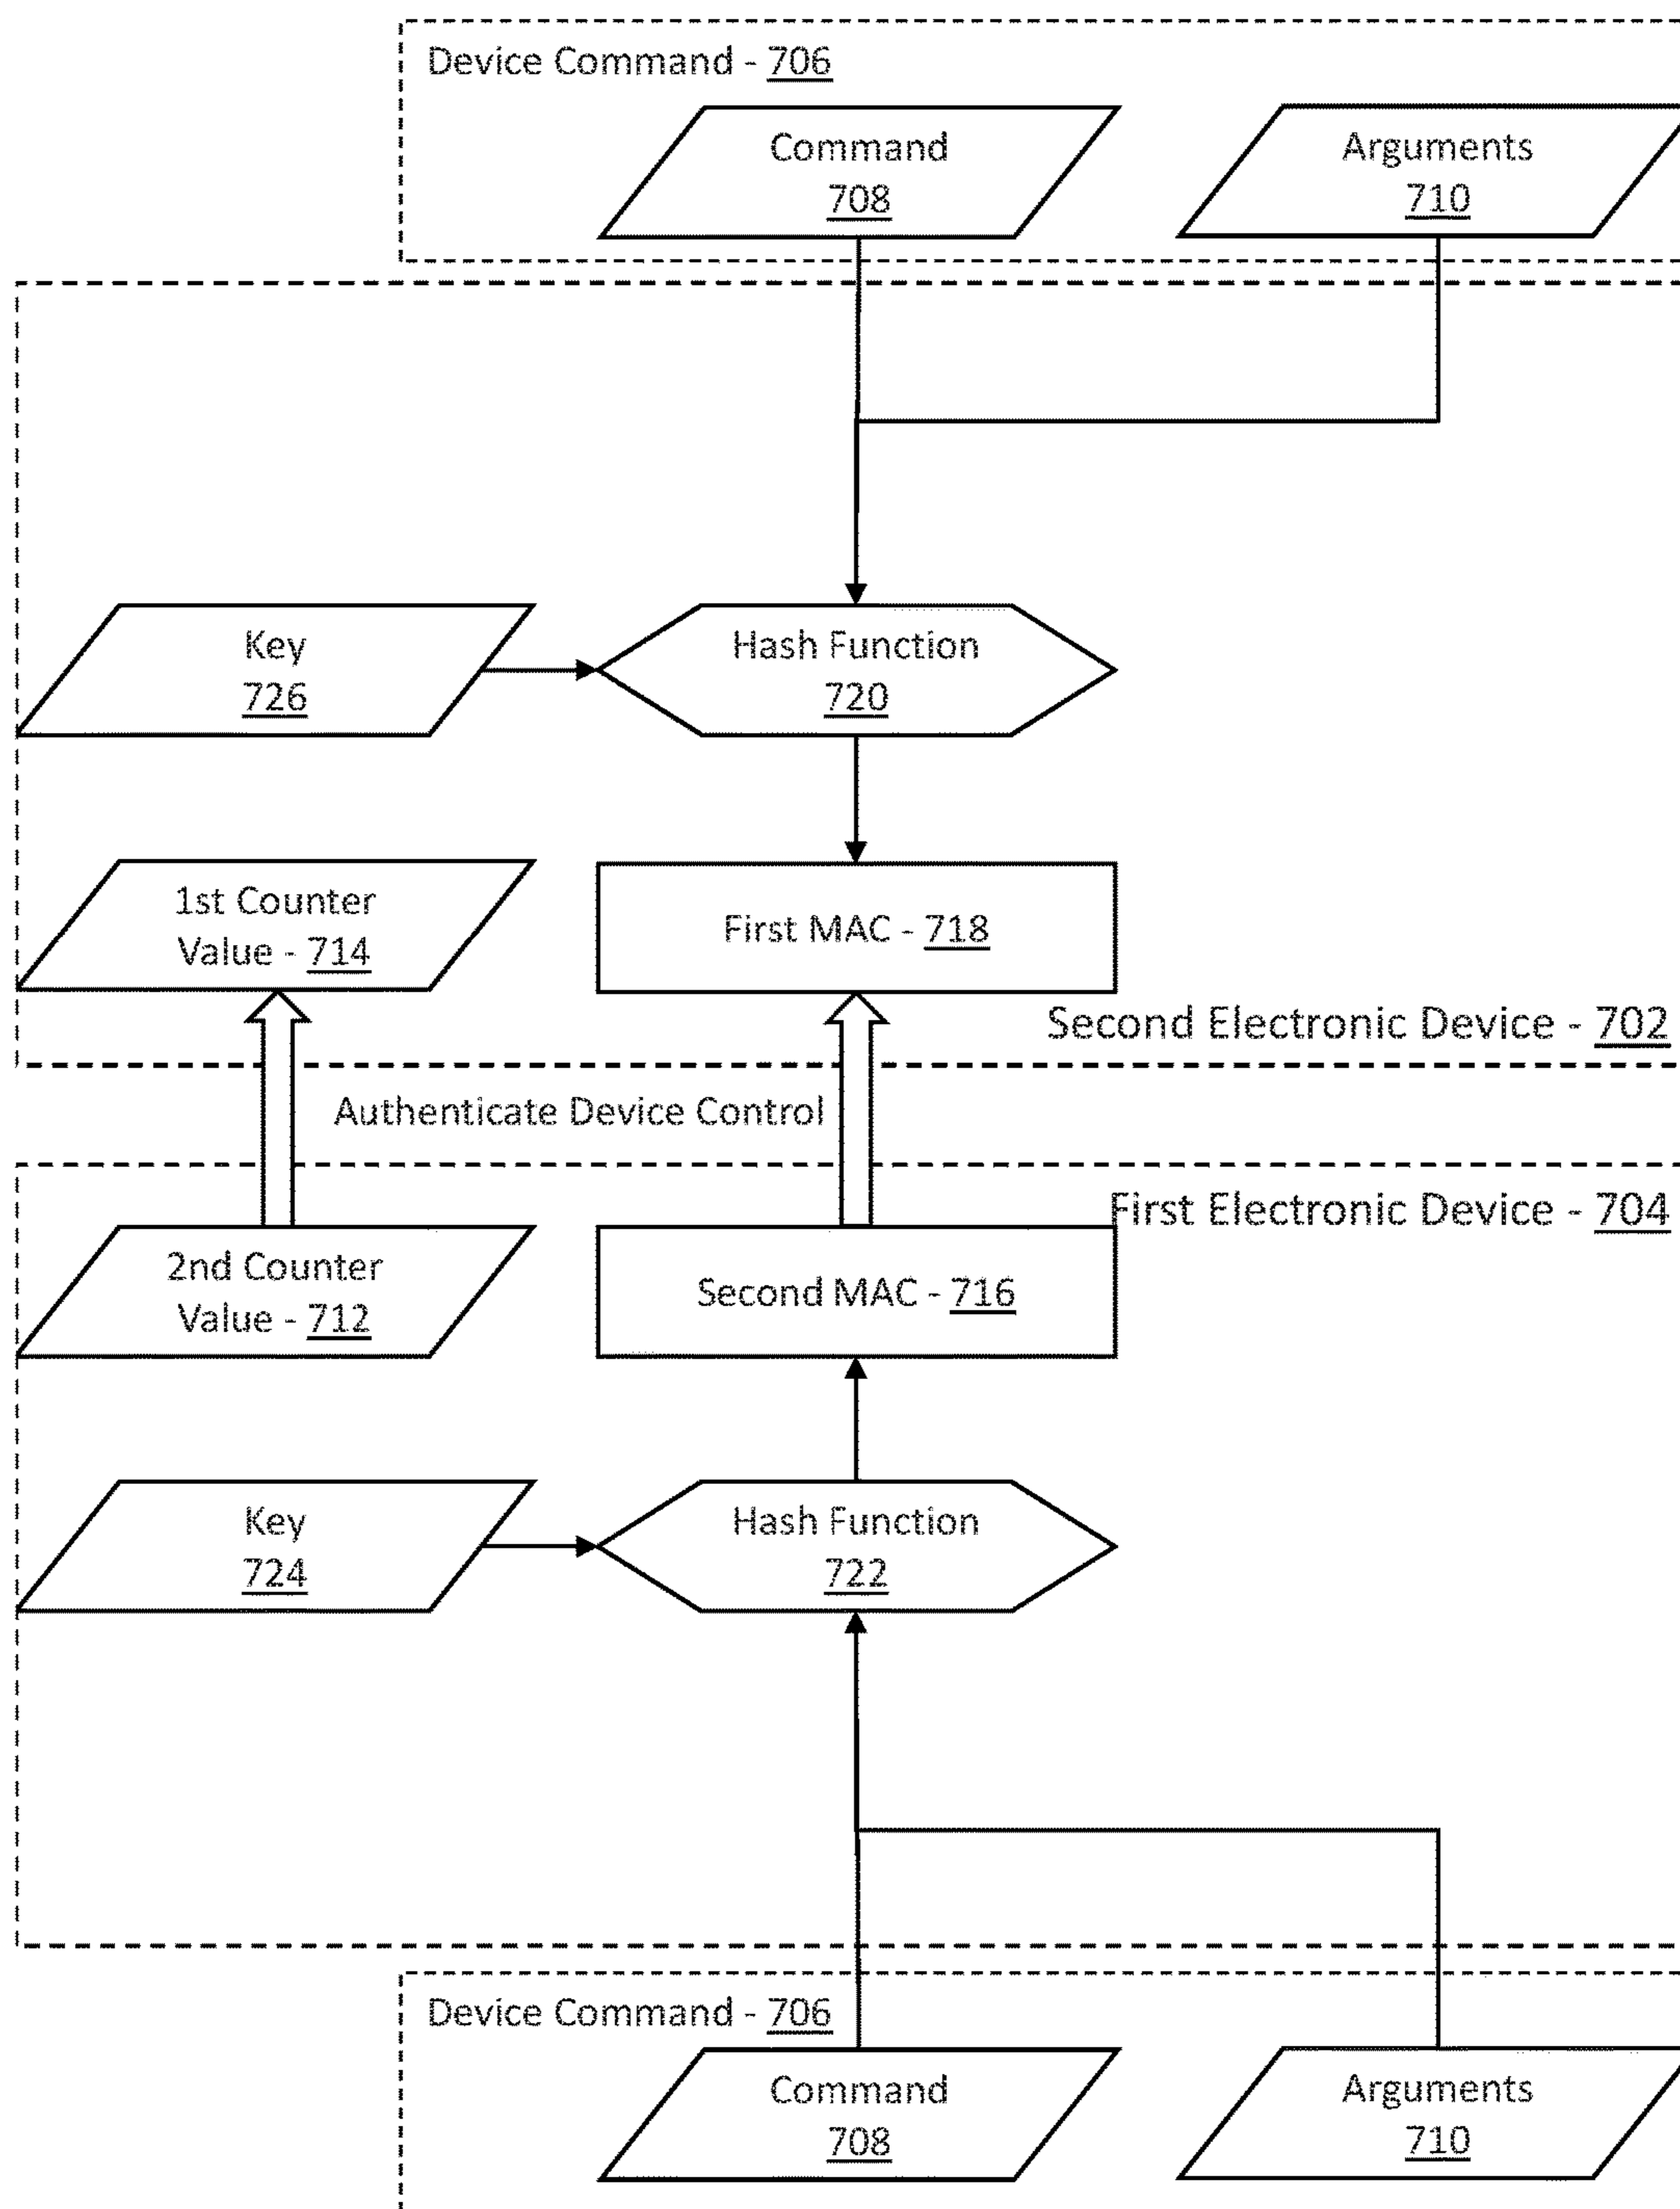 Device Command - 706
Command
708
Arguments
710
Key
726
Hash Function
720
1st Counter
Value - 714
First MAC - 718
Second Electronic Device - 702
Authenticate Device Control
First Electronic Device - 704
2nd Counter
Value - 712
Second MAC - 716
Key
724
Hash Function
722
Device Command - 706
Command
708
Arguments
710